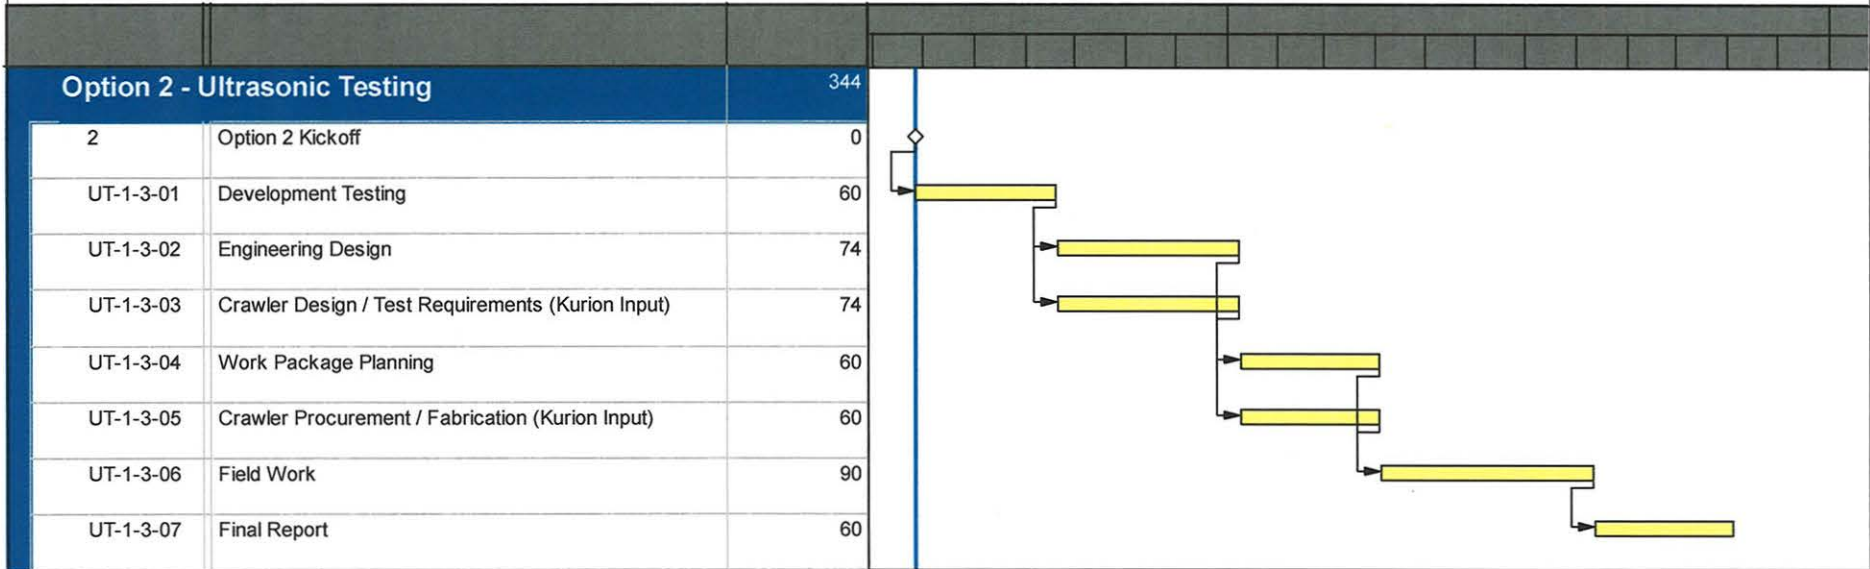 Option 2 - Ultrasonic Testing 344
2 Option 2 Kickoff 0
UT-1-3-01 Development Testing 60
UT-1-3-02 Engineering Design 74
UT-1-3-03 Crawler Design / Test Requirements (Kurion Input) 74
UT-1-3-04 Work Package Planning 60
UT-1-3-05 Crawler Procurement / Fabrication (Kurion Input) 60
UT-1-3-06 Field Work 90
UT-1-3-07 Final Report 60